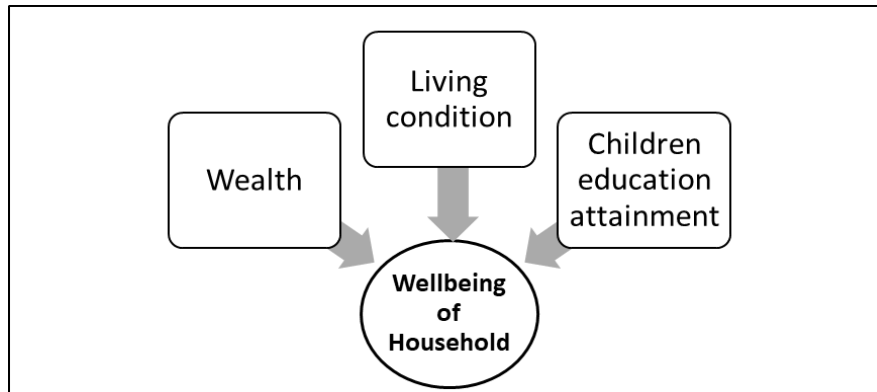 Living
condition
Wealth
Children
education
attainment
Wellbeing
of
Household